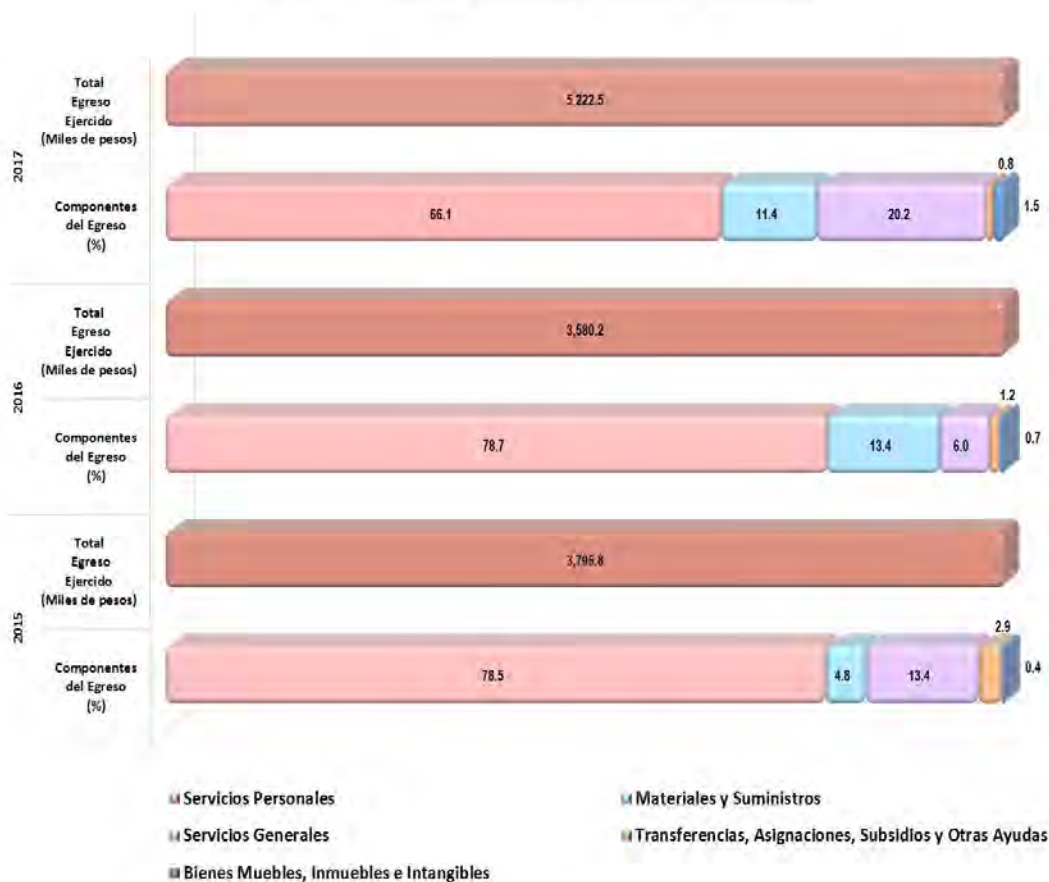 2017
Total
Egreso
Ejercido
(Miles de pesos)
5,222.5
Componentes
del Egreso
(%)
66.1
11.4
20.2
0.8
1.5
2016
Total
Egreso
Ejercido
(Miles de pesos)
3,580.2
Componentes
del Egreso
(%)
78.7
13.4
6.0
1.2
0.7
2015
Total
Egreso
Ejercido
(Miles de pesos)
Componentes
del Egreso
(%)
78.5
4.8
13.4
2.9
0.4
Servicios Personales
Materiales y Suministros
Servicios Generales
Transferencias, Asignaciones, Subsidios y Otras Ayudas
Bienes Muebles, Inmuebles e Intangibles